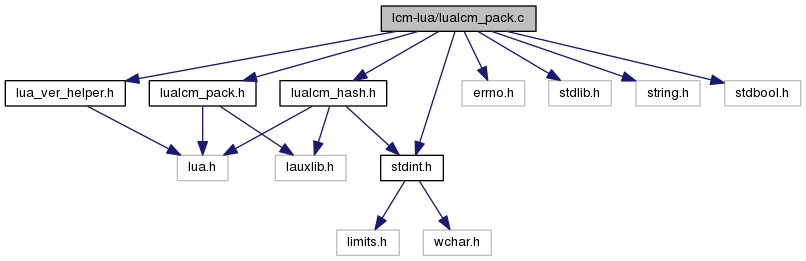 lcm-lua/lualcm_pack.c
lua_ver_helper.h
lualcm_pack.h
lualcm_hash.h
errno.h
stdlib.h
string.h
stdbool.h
lua.h
lauxlib.h
stdint.h
limits.h
wchar.h